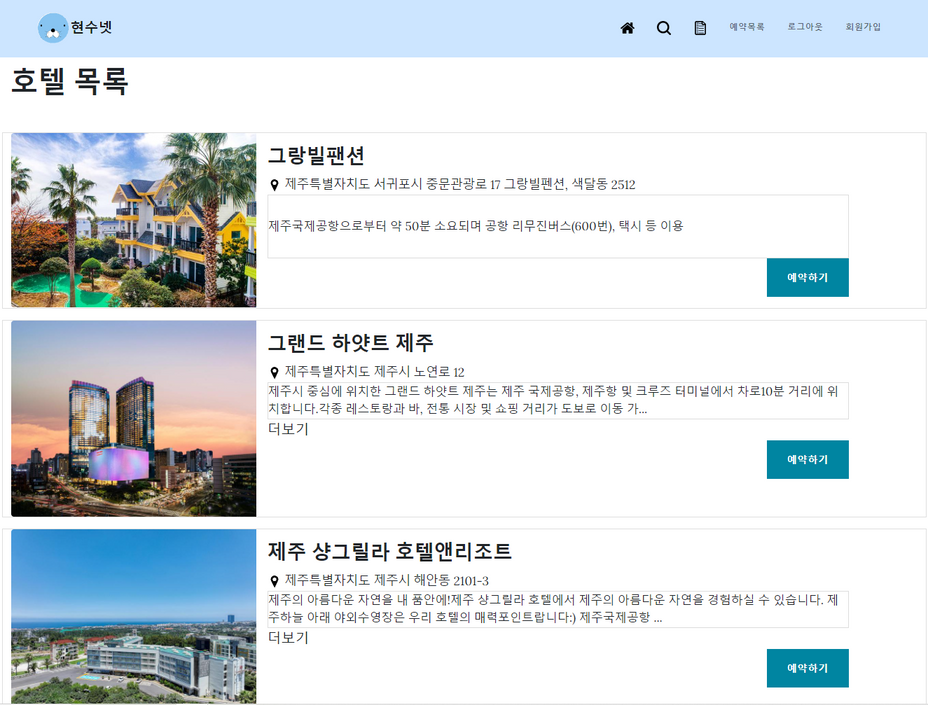 현수넷
예약목록 로그아웃 회원가입
호텔 목록
그랑빌팬션
제주특별자치도 서귀포시 중문관광로 17 그랑빌펜션, 색달동 2512
제주국제공항으로부터 약 50분 소요되며 공항 리무진버스(600번), 택시 등 이용
예약하기
그랜드 하얏트 제주
제주특별자치도 제주시 노연로 12
제주시 중심에 위치한 그랜드 하얏트 제주는 제주 국제공항, 제주항 및 크루즈 터미널에서 차로10분 거리에 위
치합니다.각종 레스토랑과 바, 전통 시장 및 쇼핑 거리가 도보로 이동 가...
더보기
예약하기
제주 샹그릴라 호텔앤리조트
제주특별자치도 제주시 해안동 2101-3
제주의 아름다운 자연을 내 품안에!제주 샹그릴라 호텔에서 제주의 아름다운 자연을 경험하실 수 있습니다. 제
주하늘 아래 야외수영장은 우리 호텔의 매력포인트랍니다:) 제주국제공항 ...
더보기
예약하기